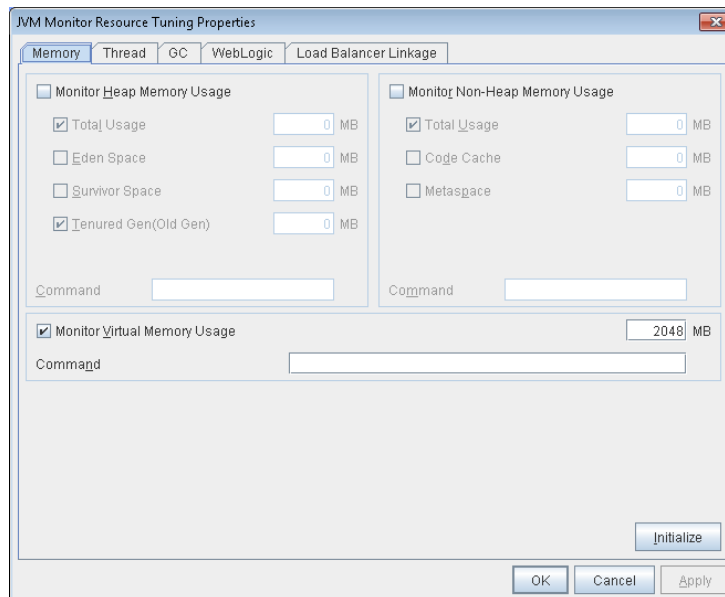 JVM Monitor Resource Tuning Properties
Memory Thread GC WebLogic Load Balancer Linkage
Monitor Heap Memory Usage
Total Usage 0 MB
Eden Space 0 MB
Survivor Space 0 MB
Tenured Gen(Old Gen) 0 MB
Command
Monitor Non-Heap Memory Usage
Total Usage 0 MB
Code Cache 0 MB
Metaspace 0 MB
Command
Monitor Virtual Memory Usage 2048 MB
Command
Initialize
OK Cancel Apply